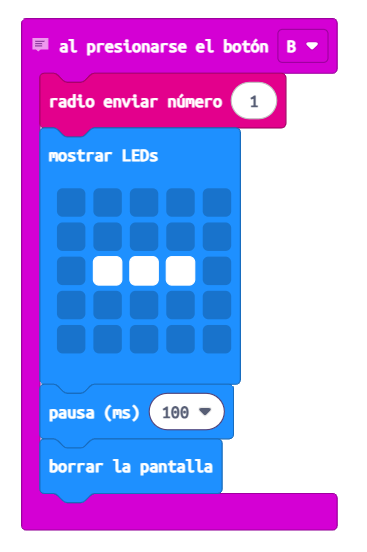 al presionarse el botón B
radio enviar número 1
mostrar LEDs
pausa (ms) 100
borrar la pantalla